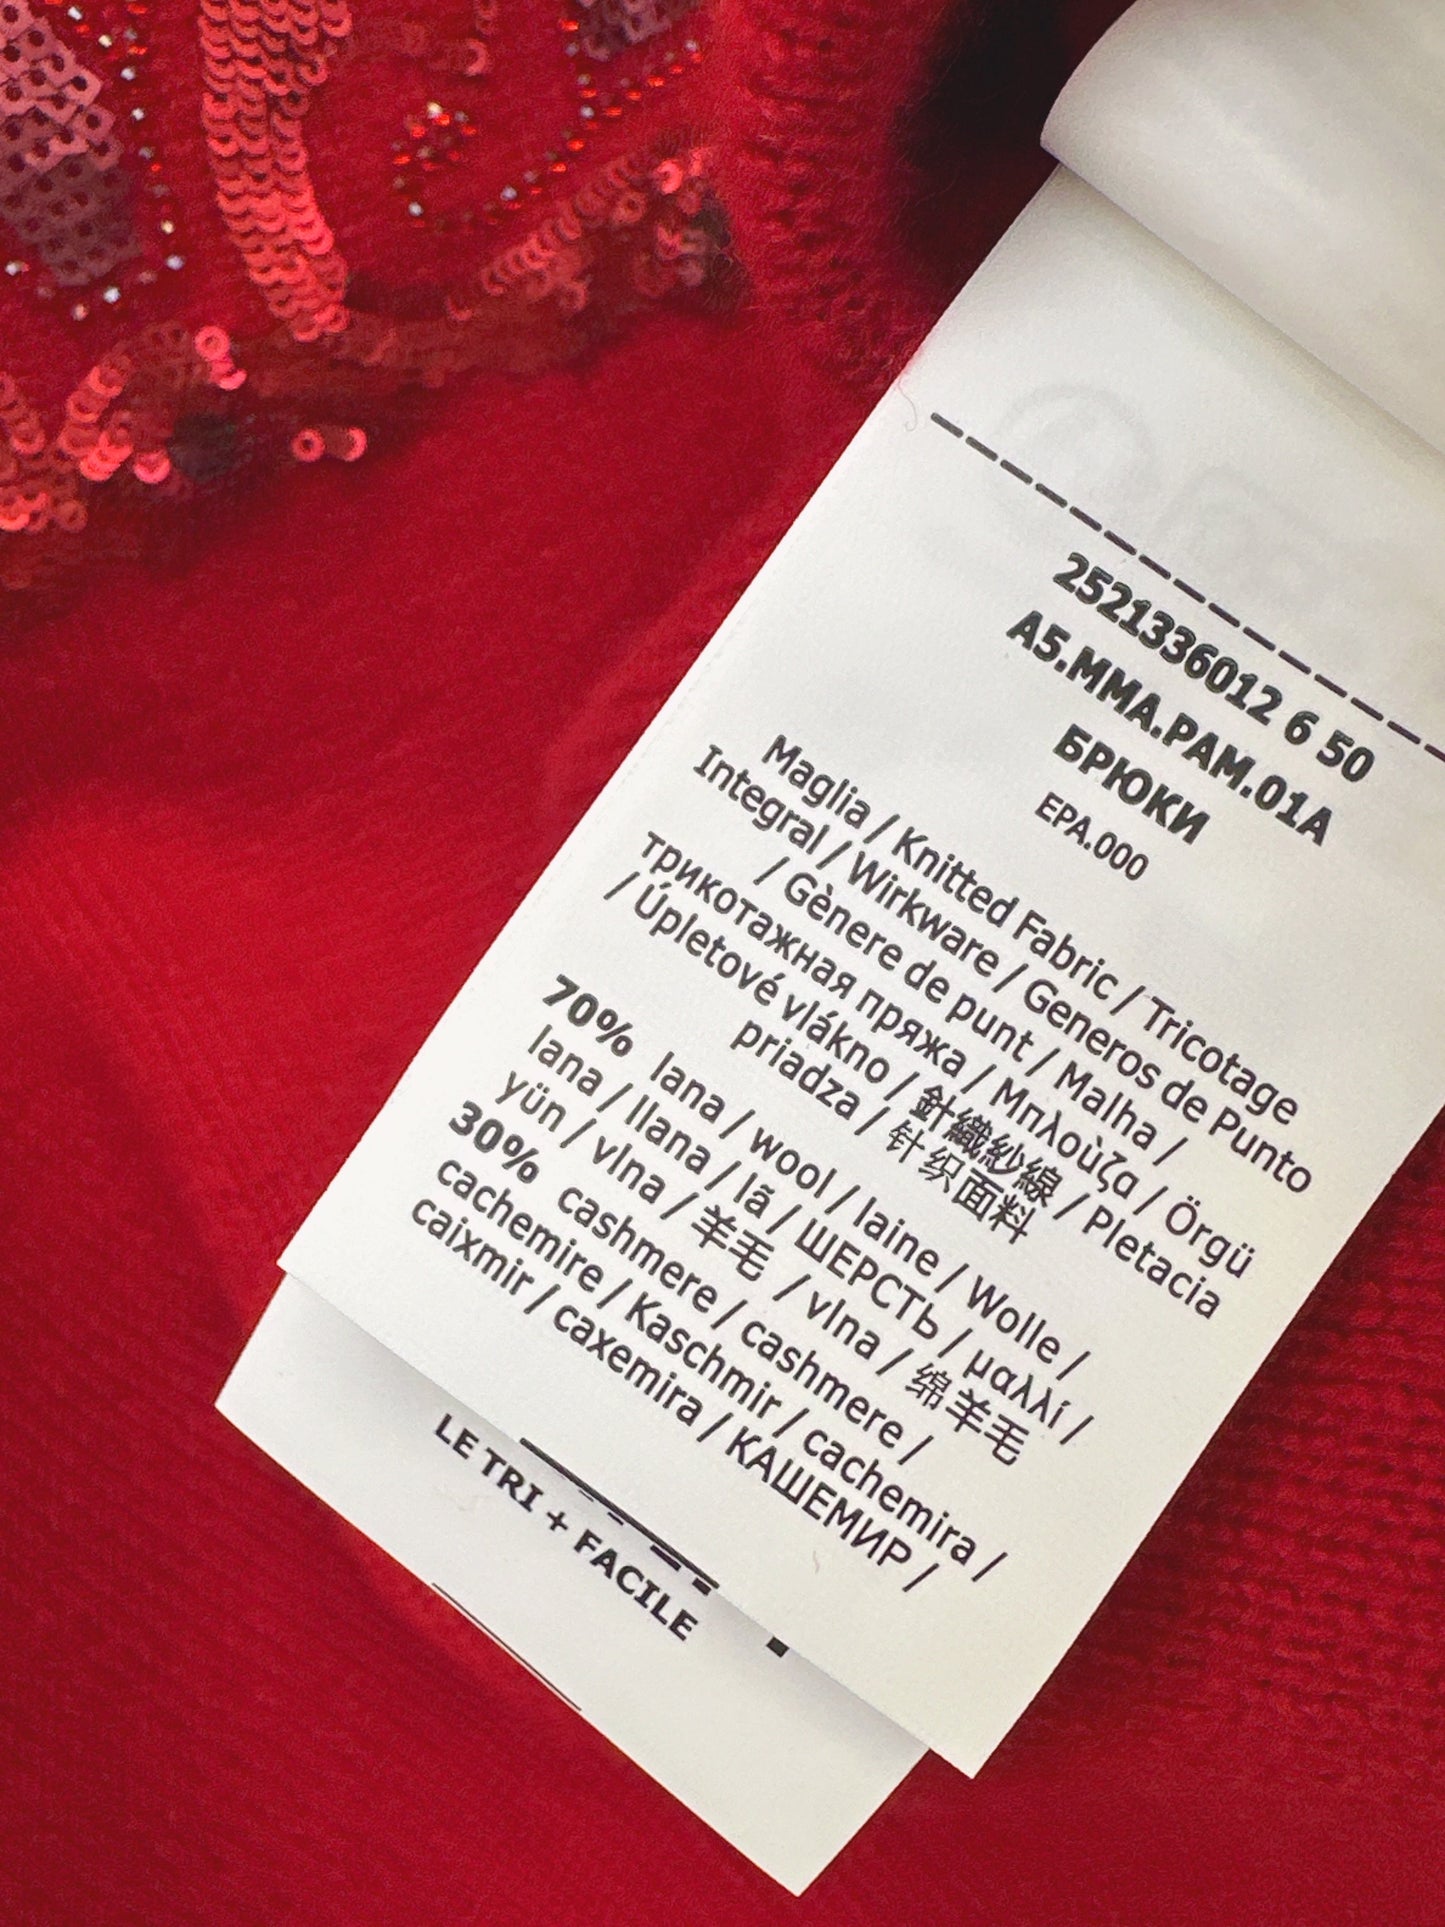 2521336012 6 50
A5.MMA.PAM.01A
БРЮКИ
EPA.000
Maglia / Knitted Fabric / Tricotage
Integral / Wirkware / Generos de Punto
/ Gènere de punt / Malha /
трикотажная пряжа / Μπλούζα / Örgü
/ Úpletové vlákno / 針織紗線 / Pletacia
priadza / 针织面料
70% lana / wool / laine / Wolle /
lana / llana / lã / ШЕРСТЬ / μαλλί /
yün / vlna / 羊毛 / vlna / 绵羊毛
30% cashmere / cashmere /
cachemire / Kaschmir / cachemira /
caixmir / caxemira / КАШЕМИР /
LE TRI + FACILE